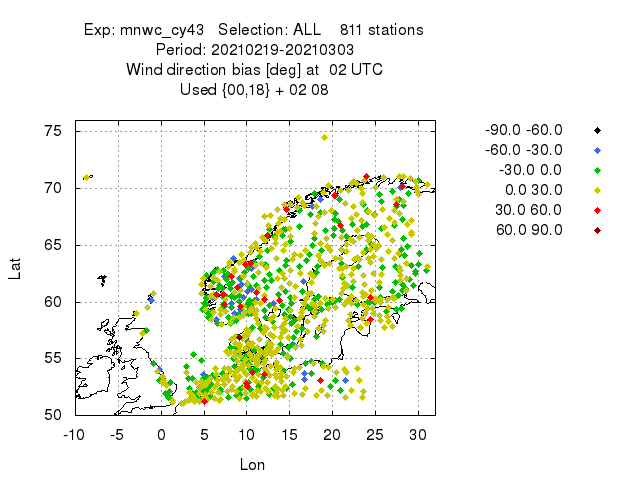 Exp: mnwc_cy43 Selection: ALL 811 stations
Period: 20210219-20210303
Wind direction bias [deg] at 02 UTC
Used {00,18} + 02 08
75
70
65
60
55
50
Lat
-10 -5 0 5 10 15 20 25 30
Lon
-90.0 -60.0
-60.0 -30.0
-30.0 0.0
0.0 30.0
30.0 60.0
60.0 90.0